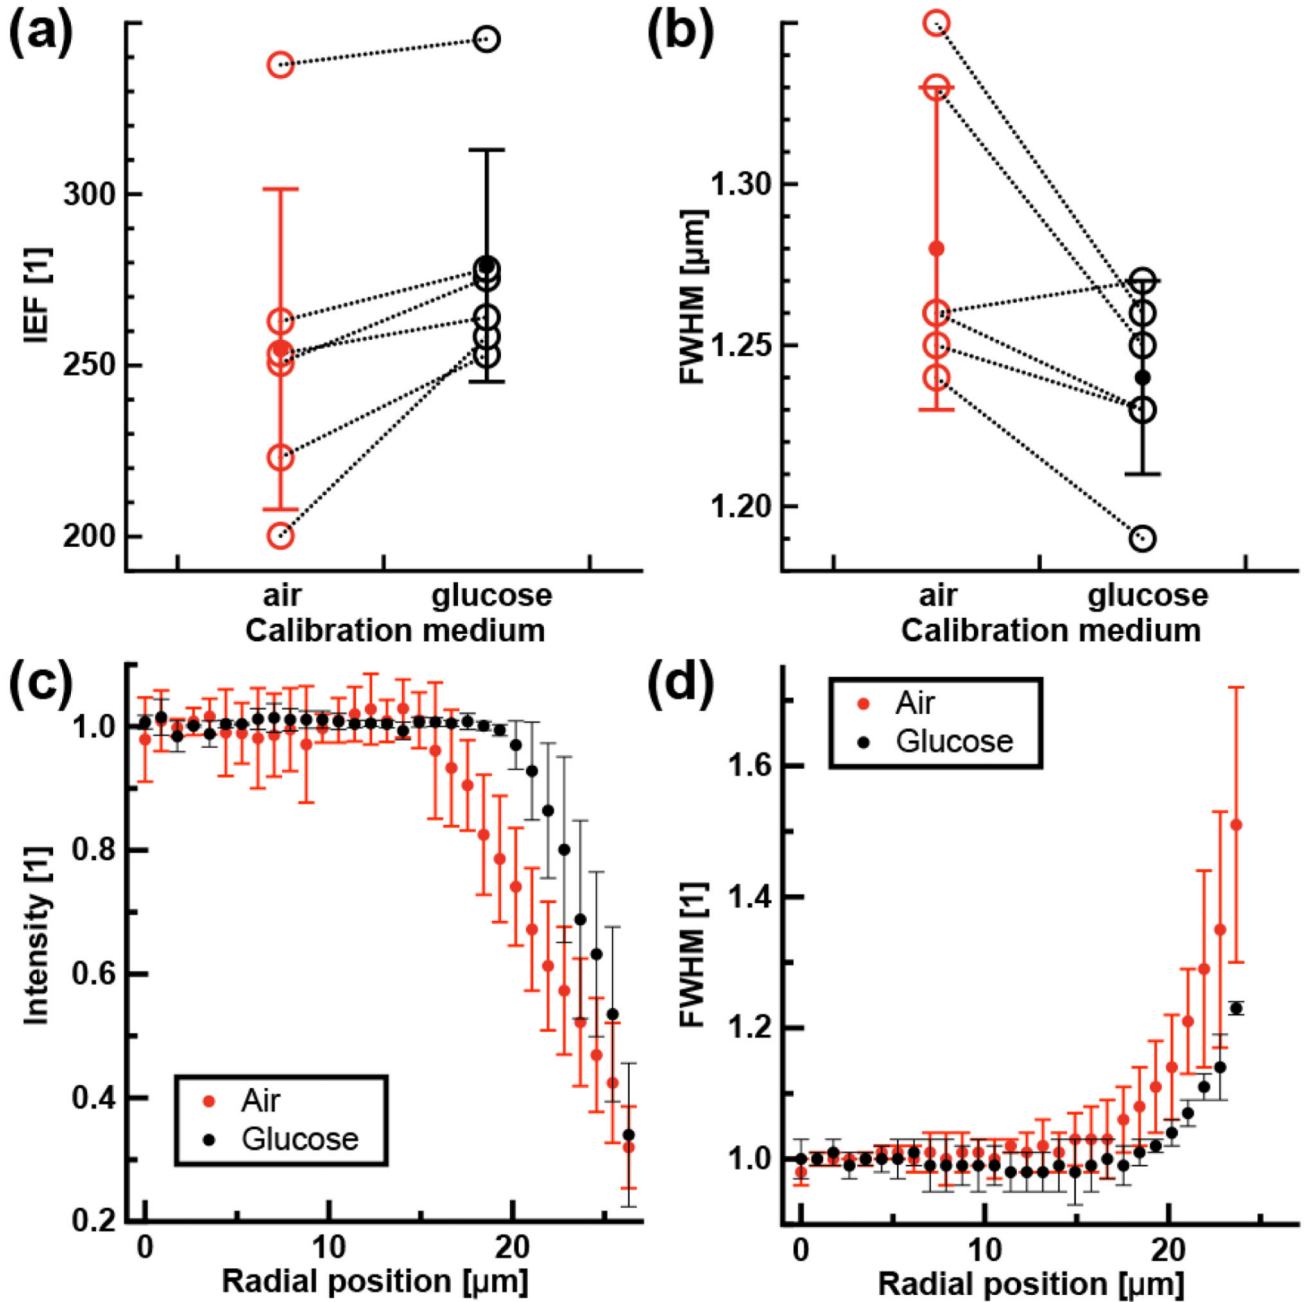 (a)
IEF [1]
300
250
200
air
glucose
Calibration medium
(b)
FWHM [µm]
1.30
1.25
1.20
air
glucose
Calibration medium
(c)
Intensity [1]
1.0
0.8
0.6
0.4
0.2
Air
Glucose
0
10
20
Radial position [µm]
(d)
FWHM [1]
1.6
1.4
1.2
1.0
Air
Glucose
0
10
20
Radial position [µm]